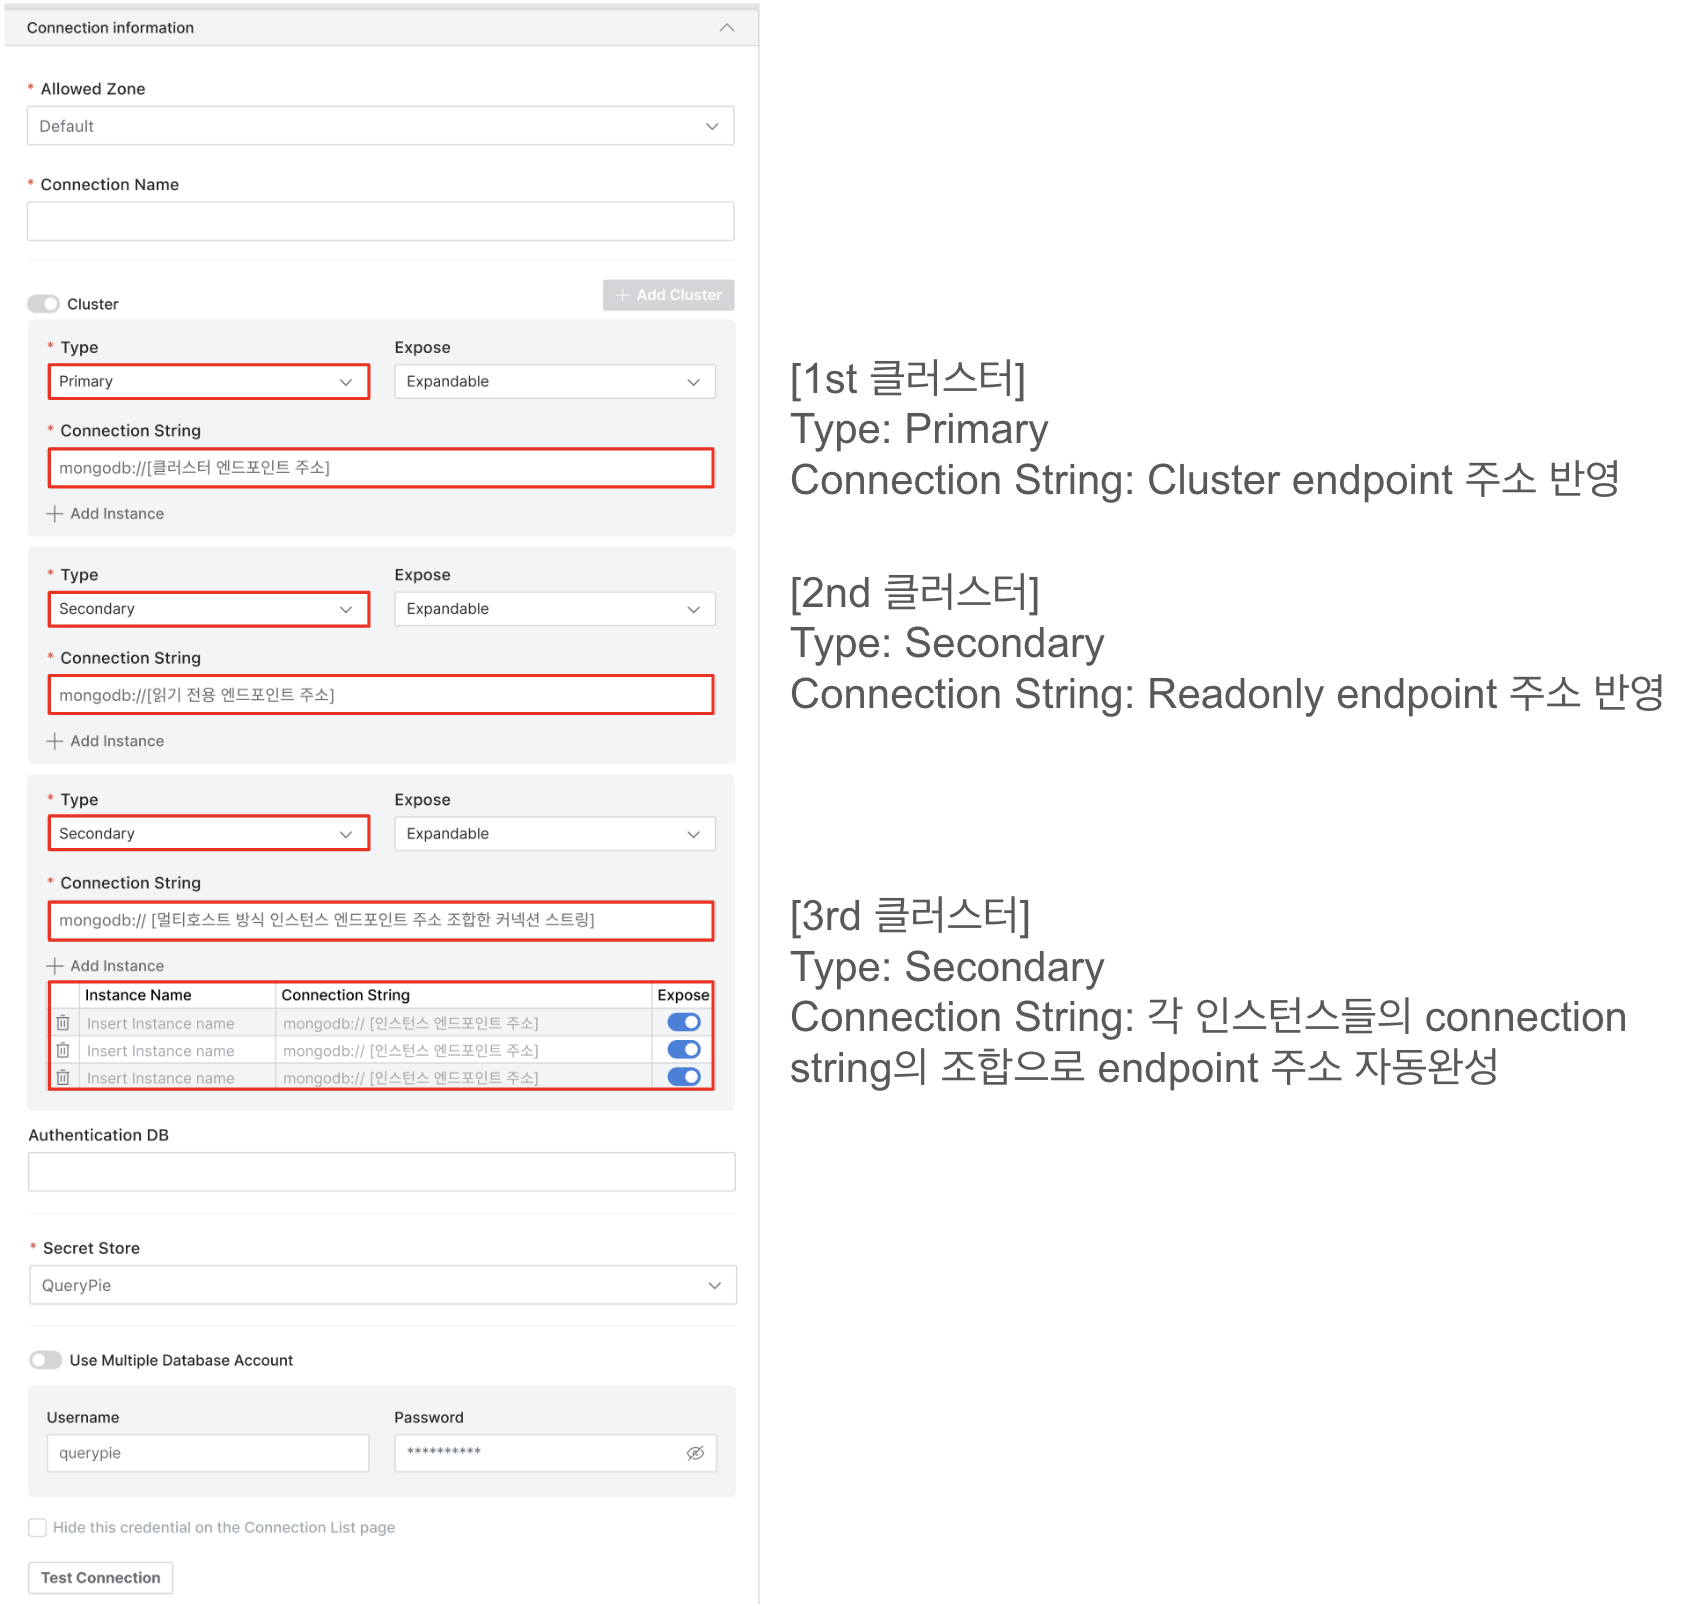 Connection information
* Allowed Zone
Default
* Connection Name
Cluster
+ Add Cluster
* Type
Expose
Primary
Expandable
* Connection String
mongodb://[클러스터 엔드포인트 주소]
+ Add Instance
[1st 클러스터]
Type: Primary
Connection String: Cluster endpoint 주소 반영
* Type
Expose
Secondary
Expandable
* Connection String
mongodb://[읽기 전용 엔드포인트 주소]
+ Add Instance
[2nd 클러스터]
Type: Secondary
Connection String: Readonly endpoint 주소 반영
* Type
Expose
Secondary
Expandable
* Connection String
mongodb:// [멀티호스트 방식 인스턴스 엔드포인트 주소 조합한 커넥션 스트링]
+ Add Instance
Instance Name Connection String Expose
Insert Instance name mongodb:// [인스턴스 엔드포인트 주소]
Insert Instance name mongodb:// [인스턴스 엔드포인트 주소]
Insert Instance name mongodb:// [인스턴스 엔드포인트 주소]
[3rd 클러스터]
Type: Secondary
Connection String: 각 인스턴스들의 connection
string의 조합으로 endpoint 주소 자동완성
Authentication DB
* Secret Store
QueryPie
Use Multiple Database Account
Username
Password
querypie
**********
Hide this credential on the Connection List page
Test Connection